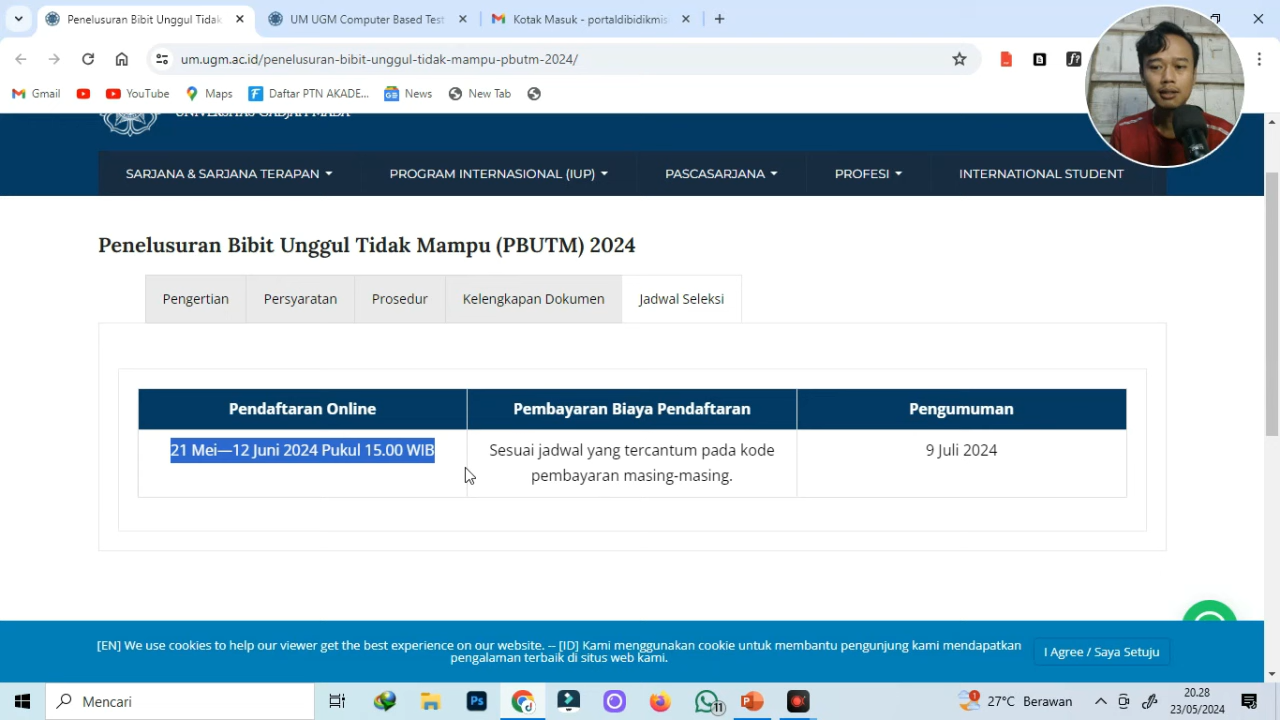 Penelusuran Bibit Unggul Tidak
UM UGM Computer Based Test
Kotak Masuk - portaldibidikmis
um.ugm.ac.id/penelusuran-bibit-unggul-tidak-mampu-pbutm-2024/
Gmail
YouTube
Maps
Daftar PTN AKADE...
News
New Tab
UNIVERSITAS GADJAH MADA
SARJANA & SARJANA TERAPAN
PROGRAM INTERNASIONAL (IUP)
PASCASARJANA
PROFESI
INTERNATIONAL STUDENT
Penelusuran Bibit Unggul Tidak Mampu (PBUTM) 2024
Pengertian
Persyaratan
Prosedur
Kelengkapan Dokumen
Jadwal Seleksi
Pendaftaran Online
Pembayaran Biaya Pendaftaran
Pengumuman
21 Mei—12 Juni 2024 Pukul 15.00 WIB
Sesuai jadwal yang tercantum pada kode
pembayaran masing-masing.
9 Juli 2024
[EN] We use cookies to help our viewer get the best experience on our website. -- [ID] Kami menggunakan cookie untuk membantu pengunjung kami mendapatkan
pengalaman terbaik di situs web kami.
I Agree / Saya Setuju
Mencari
11
1
27°C Berawan
20.28
23/05/2024